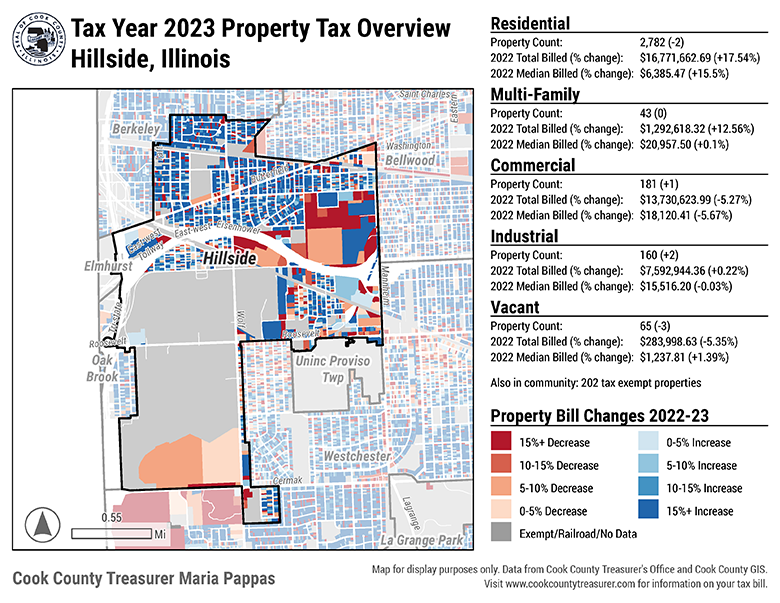 SEAL OF COOK COUNTY
ILLINOIS
Tax Year 2023 Property Tax Overview
Hillside, Illinois
Saint Charles
Eastern
Berkeley
Washington
Bellwood
East-west Eisenhower
East-west
Tollway
Hillside
Elmhurst
Mannheim
Wolf
Roosevelt
Roosevelt
Oak
Brook
Uninc Proviso
Twp
Westchester
Cermak
Lagrange
La Grange Park
0.55
Mi
Residential
Property Count: 2,782 (-2)
2022 Total Billed (% change): $16,771,662.69 (+17.54%)
2022 Median Billed (% change): $6,385.47 (+15.5%)
Multi-Family
Property Count: 43 (0)
2022 Total Billed (% change): $1,292,618.32 (+12.56%)
2022 Median Billed (% change): $20,957.50 (+0.1%)
Commercial
Property Count: 181 (+1)
2022 Total Billed (% change): $13,730,623.99 (-5.27%)
2022 Median Billed (% change): $18,120.41 (-5.67%)
Industrial
Property Count: 160 (+2)
2022 Total Billed (% change): $7,592,944.36 (+0.22%)
2022 Median Billed (% change): $15,516.20 (-0.03%)
Vacant
Property Count: 65 (-3)
2022 Total Billed (% change): $283,998.63 (-5.35%)
2022 Median Billed (% change): $1,237.81 (+1.39%)
Also in community: 202 tax exempt properties
Property Bill Changes 2022-23
15%+ Decrease
10-15% Decrease
5-10% Decrease
0-5% Decrease
Exempt/Railroad/No Data
0-5% Increase
5-10% Increase
10-15% Increase
15%+ Increase
Cook County Treasurer Maria Pappas
Map for display purposes only. Data from Cook County Treasurer's Office and Cook County GIS.
Visit www.cookcountytreasurer.com for information on your tax bill.